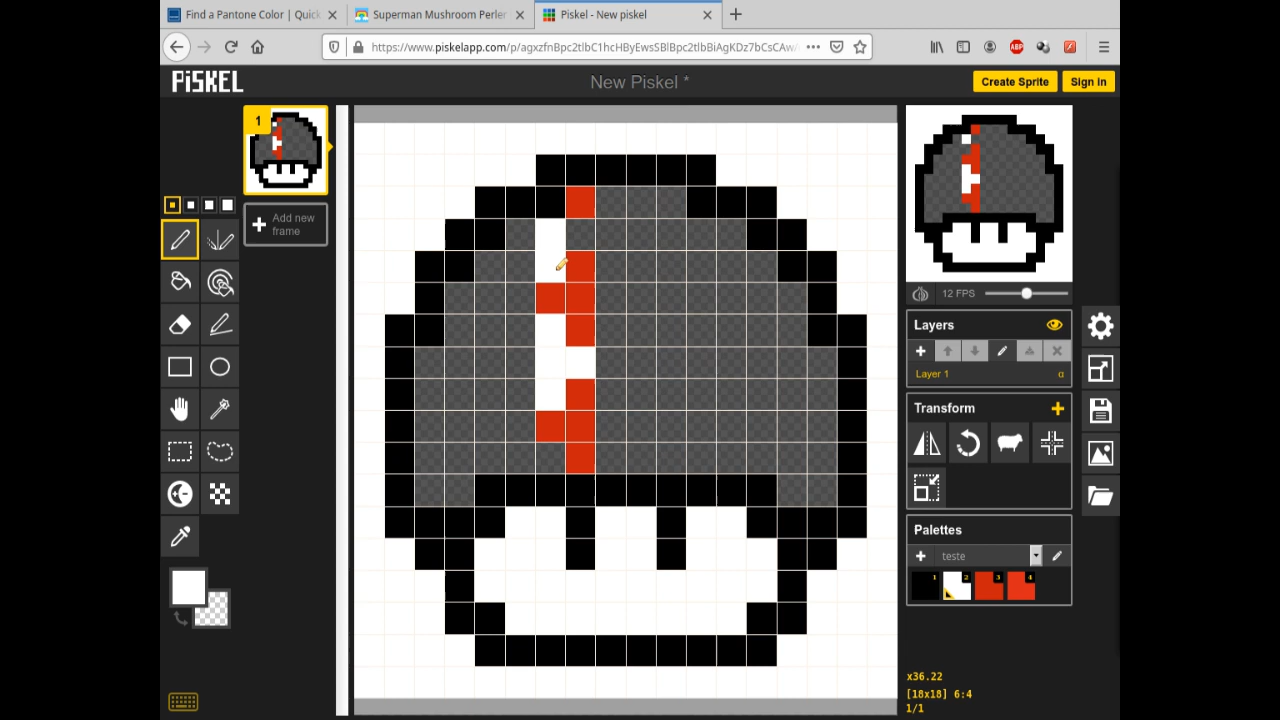 Find a Pantone Color | Quick
Superman Mushroom Perler
Piskel - New piskel
https://www.piskelapp.com/p/agxzfnBpc2tlbC1hcHByEwsSBlBpc2tlbBiAgKDz7bCsCAw/
ABP
PiSKEL
New Piskel *
Create Sprite
Sign in
1
Add new
frame
12 FPS
Layers
Layer 1
α
Transform
Palettes
teste
1 2 3 4
x36.22
[18x18] 6:4
1/1